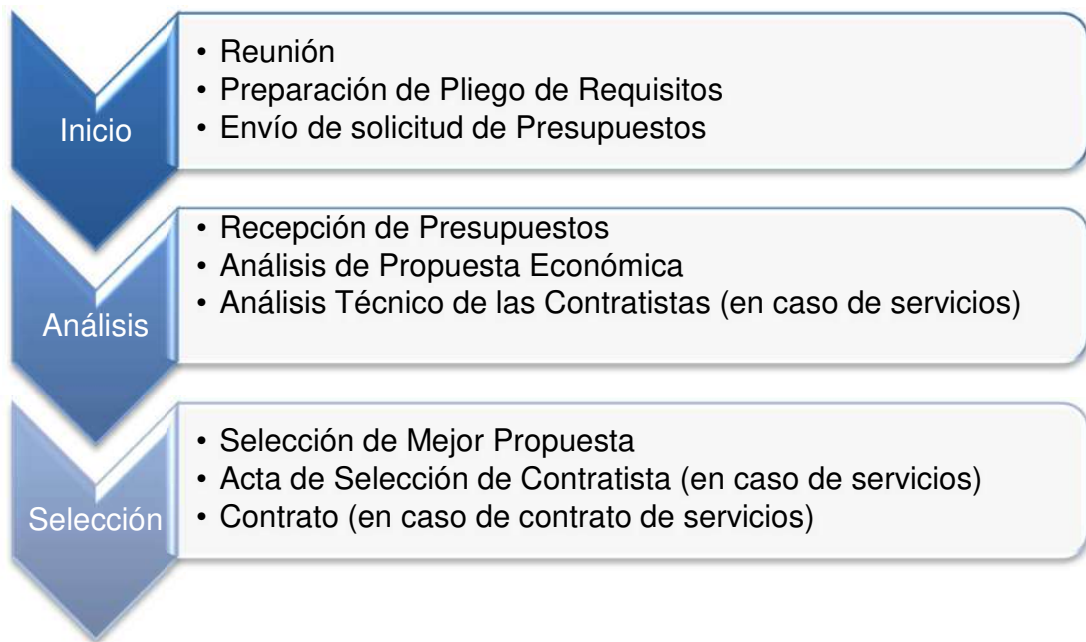 Inicio
• Reunión
• Preparación de Pliego de Requisitos
• Envío de solicitud de Presupuestos
Análisis
• Recepción de Presupuestos
• Análisis de Propuesta Económica
• Análisis Técnico de las Contratistas (en caso de servicios)
Selección
• Selección de Mejor Propuesta
• Acta de Selección de Contratista (en caso de servicios)
• Contrato (en caso de contrato de servicios)